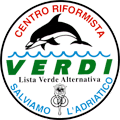 CENTRO RIFORMISTA
VERDI
Lista Verde Alternativa
SALVIAMO L'ADRIATICO